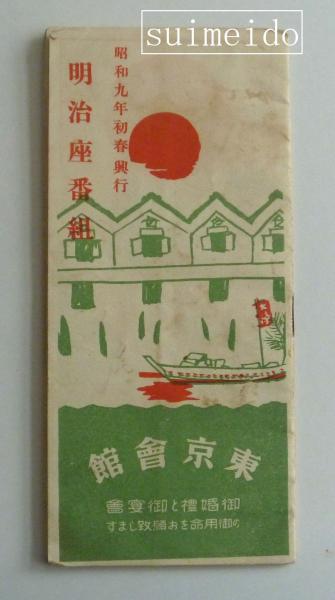 suimeido
昭和九年初春興行
明治座番組
東京會館
御婚禮と御宴會
の御用命をお願致します